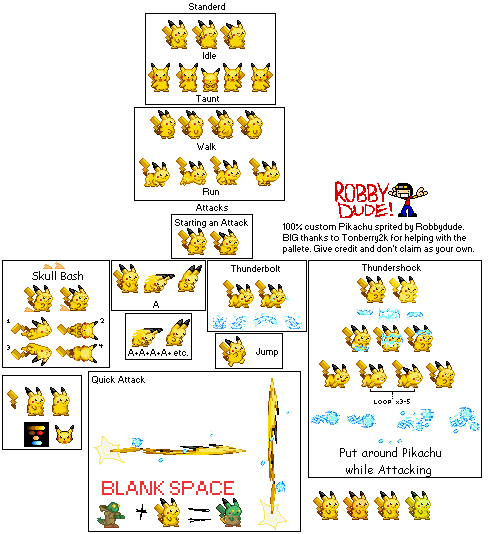 Standerd
Idle
Taunt
Walk
Run
Attacks
Starting an Attack
ROBBY
DUDE!
100% custom Pikachu sprited by Robbydude.
BIG thanks to Tonberry2k for helping with the
pallete. Give credit and don't claim as your own.
Skull Bash
1
2
3
4
A
A+A+A+A+ etc.
Thunderbolt
Jump
Thundershock
LOOP x3-5
Put around Pikachu
while Attacking
Quick Attack
BLANK SPACE
+ =